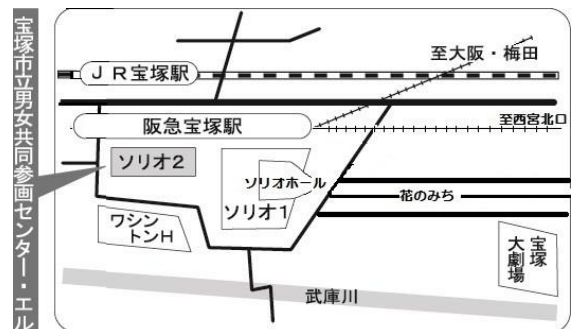 宝塚市立男女共同参画センター・エル
至大阪・梅田
JR宝塚駅
阪急宝塚駅
至西宮北口
ソリオ2
ソリオホール
ソリオ1
花のみち
ワシン
トンH
宝塚
大劇場
武庫川